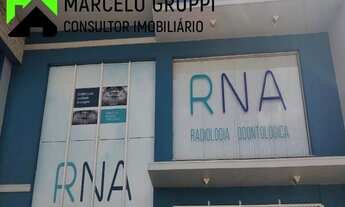 MARCELO GRUPPI
CONSULTOR IMOBILIÁRIO
RNA
RADIOLOGIA ODONTOLÓGICA
RNA